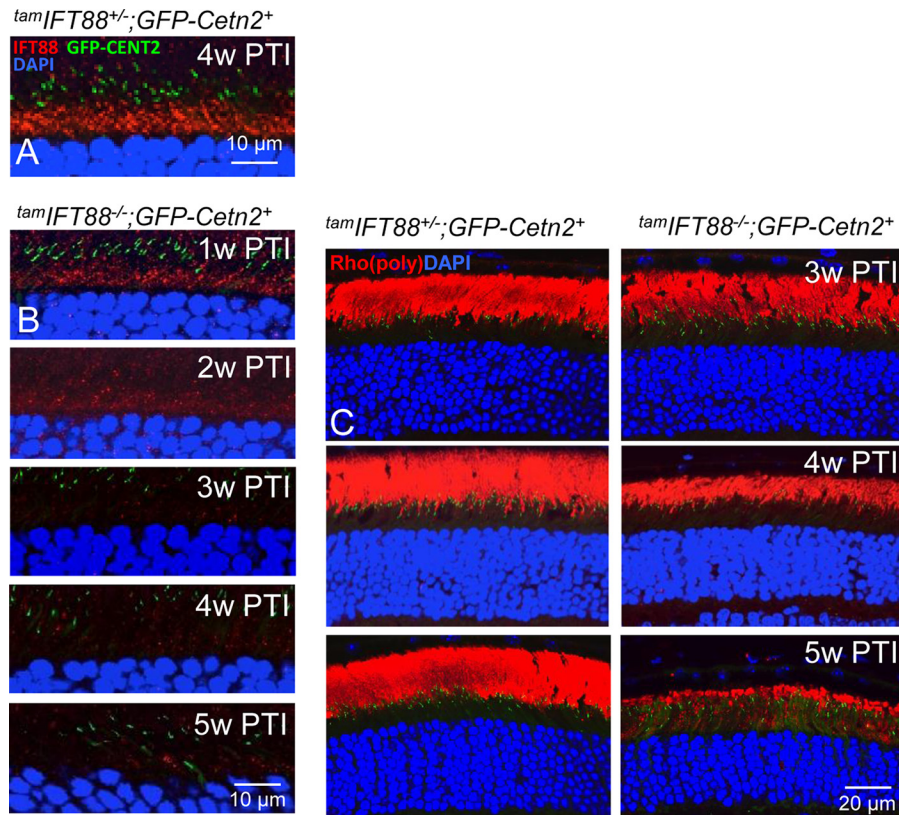 tamIFT88+/-;GFP-Cetn2+
IFT88 GFP-CENT2
DAPI
4w PTI
A
10 µm
tamIFT88-/-;GFP-Cetn2+
1w PTI
B
2w PTI
3w PTI
4w PTI
5w PTI
10 µm
tamIFT88+/-;GFP-Cetn2+
tamIFT88-/-;GFP-Cetn2+
Rho(poly)DAPI
3w PTI
C
4w PTI
5w PTI
20 µm